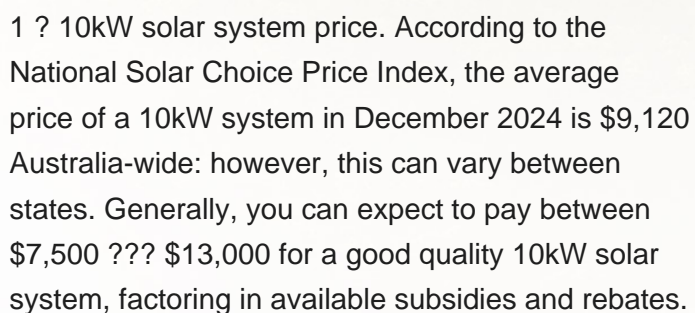 1 ? 10kW solar system price. According to the
National Solar Choice Price Index, the average
price of a 10kW system in December 2024 is $9,120
Australia-wide: however, this can vary between
states. Generally, you can expect to pay between
$7,500 ??? $13,000 for a good quality 10kW solar
system, factoring in available subsidies and rebates.